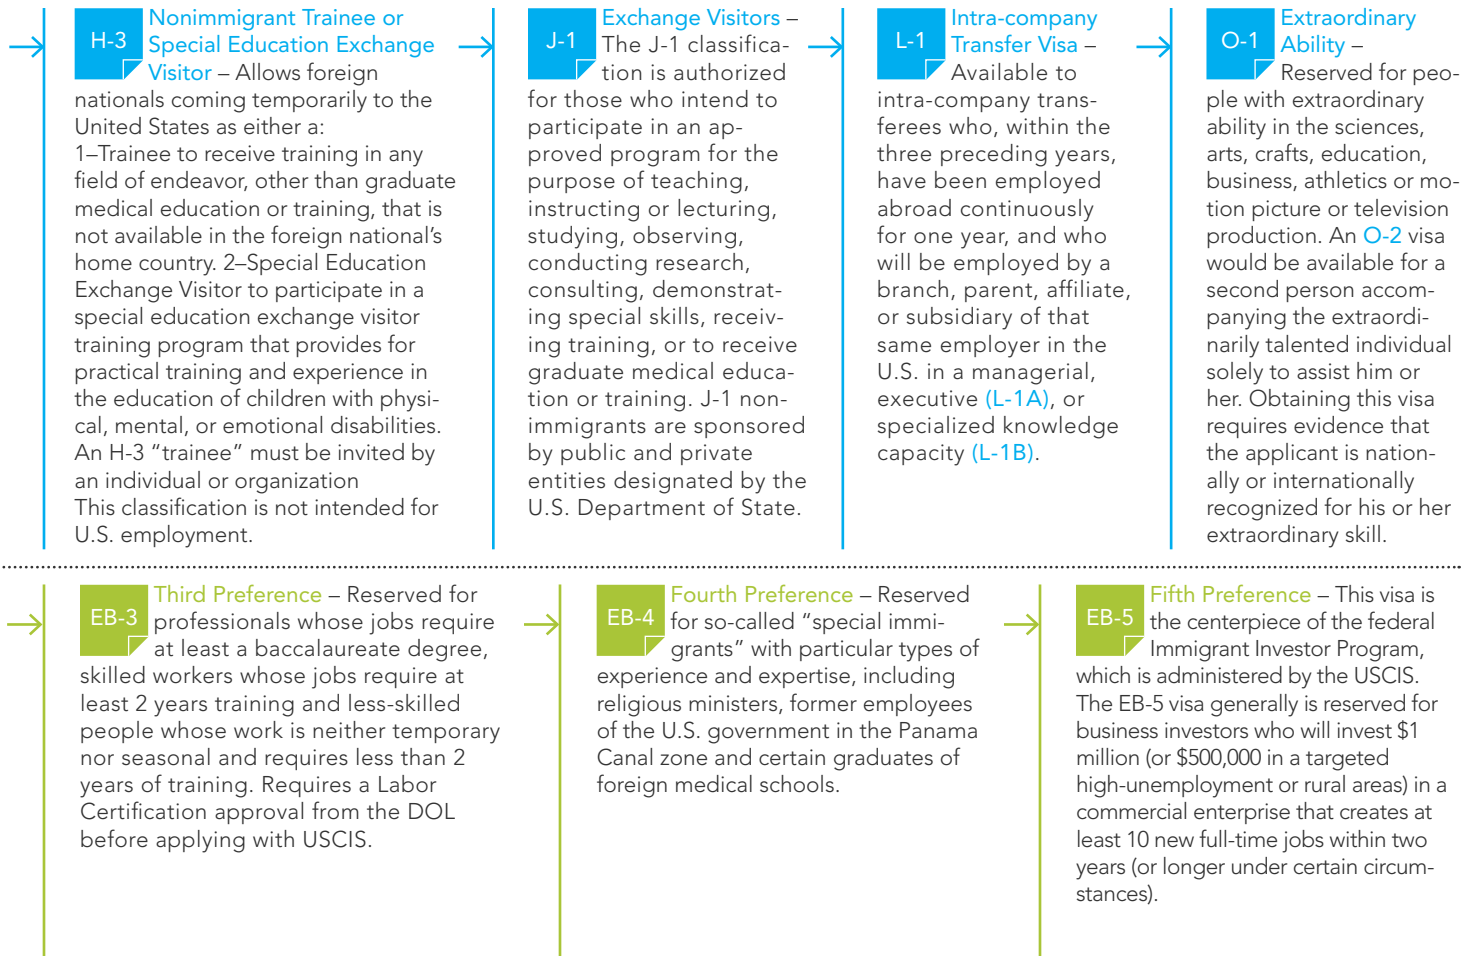 H-3
Nonimmigrant Trainee or
Special Education Exchange
Visitor – Allows foreign
nationals coming temporarily to the
United States as either a:
1–Trainee to receive training in any
field of endeavor, other than graduate
medical education or training, that is
not available in the foreign national’s
home country. 2–Special Education
Exchange Visitor to participate in a
special education exchange visitor
training program that provides for
practical training and experience in
the education of children with physi-
cal, mental, or emotional disabilities.
An H-3 “trainee” must be invited by
an individual or organization
This classification is not intended for
U.S. employment.
J-1
Exchange Visitors –
The J-1 classifica-
tion is authorized
for those who intend to
participate in an ap-
proved program for the
purpose of teaching,
instructing or lecturing,
studying, observing,
conducting research,
consulting, demonstrat-
ing special skills, receiv-
ing training, or to receive
graduate medical educa-
tion or training. J-1 non-
immigrants are sponsored
by public and private
entities designated by the
U.S. Department of State.
L-1
Intra-company
Transfer Visa –
Available to
intra-company trans-
ferees who, within the
three preceding years,
have been employed
abroad continuously
for one year, and who
will be employed by a
branch, parent, affiliate,
or subsidiary of that
same employer in the
U.S. in a managerial,
executive (L-1A), or
specialized knowledge
capacity (L-1B).
O-1
Extraordinary
Ability –
Reserved for peo-
ple with extraordinary
ability in the sciences,
arts, crafts, education,
business, athletics or mo-
tion picture or television
production. An O-2 visa
would be available for a
second person accom-
panying the extraordi-
narily talented individual
solely to assist him or
her. Obtaining this visa
requires evidence that
the applicant is nation-
ally or internationally
recognized for his or her
extraordinary skill.
EB-3
Third Preference – Reserved for
professionals whose jobs require
at least a baccalaureate degree,
skilled workers whose jobs require at
least 2 years training and less-skilled
people whose work is neither temporary
nor seasonal and requires less than 2
years of training. Requires a Labor
Certification approval from the DOL
before applying with USCIS.
EB-4
Fourth Preference – Reserved
for so-called “special immi-
grants” with particular types of
experience and expertise, including
religious ministers, former employees
of the U.S. government in the Panama
Canal zone and certain graduates of
foreign medical schools.
EB-5
Fifth Preference – This visa is
the centerpiece of the federal
Immigrant Investor Program,
which is administered by the USCIS.
The EB-5 visa generally is reserved for
business investors who will invest $1
million (or $500,000 in a targeted
high-unemployment or rural areas) in a
commercial enterprise that creates at
least 10 new full-time jobs within two
years (or longer under certain circum-
stances).